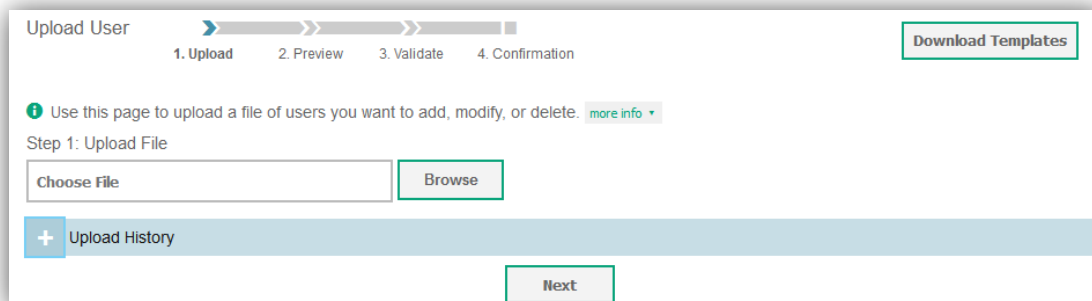 Upload User
Download Templates
1. Upload 2. Preview 3. Validate 4. Confirmation
Use this page to upload a file of users you want to add, modify, or delete. more info
Step 1: Upload File
Choose File Browse
Upload History
Next